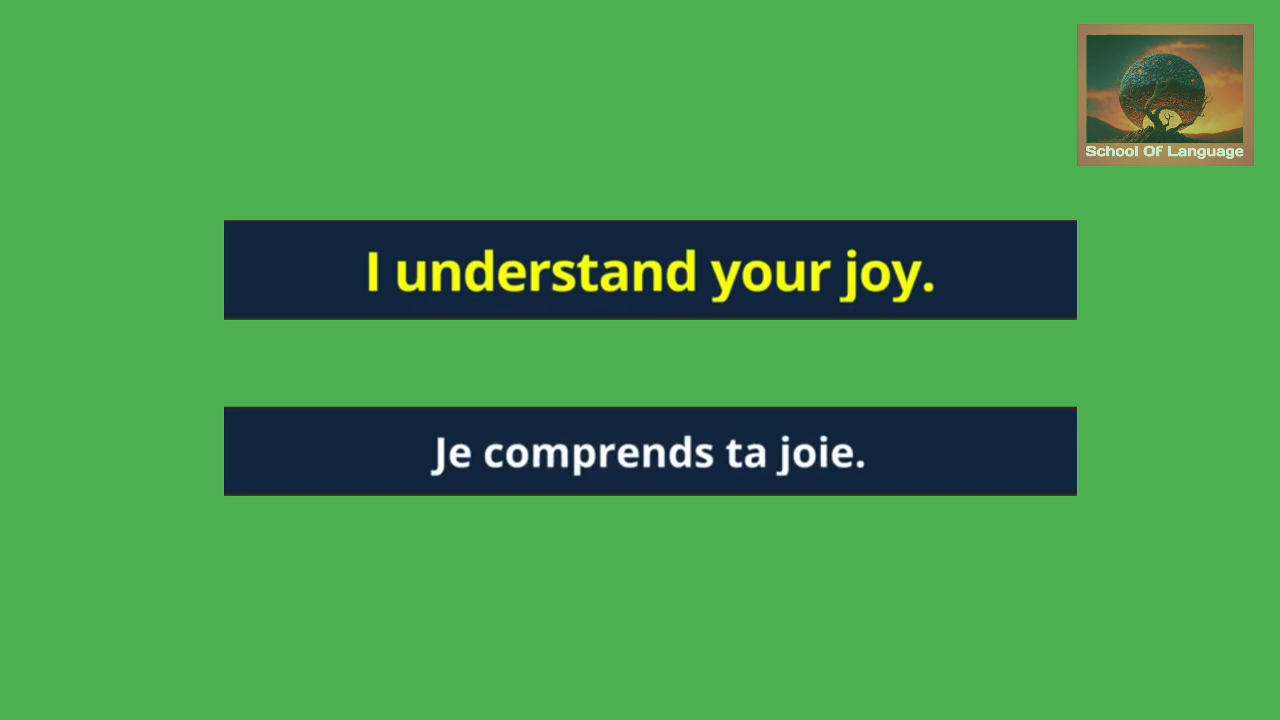 School Of Language
I understand your joy.
Je comprends ta joie.